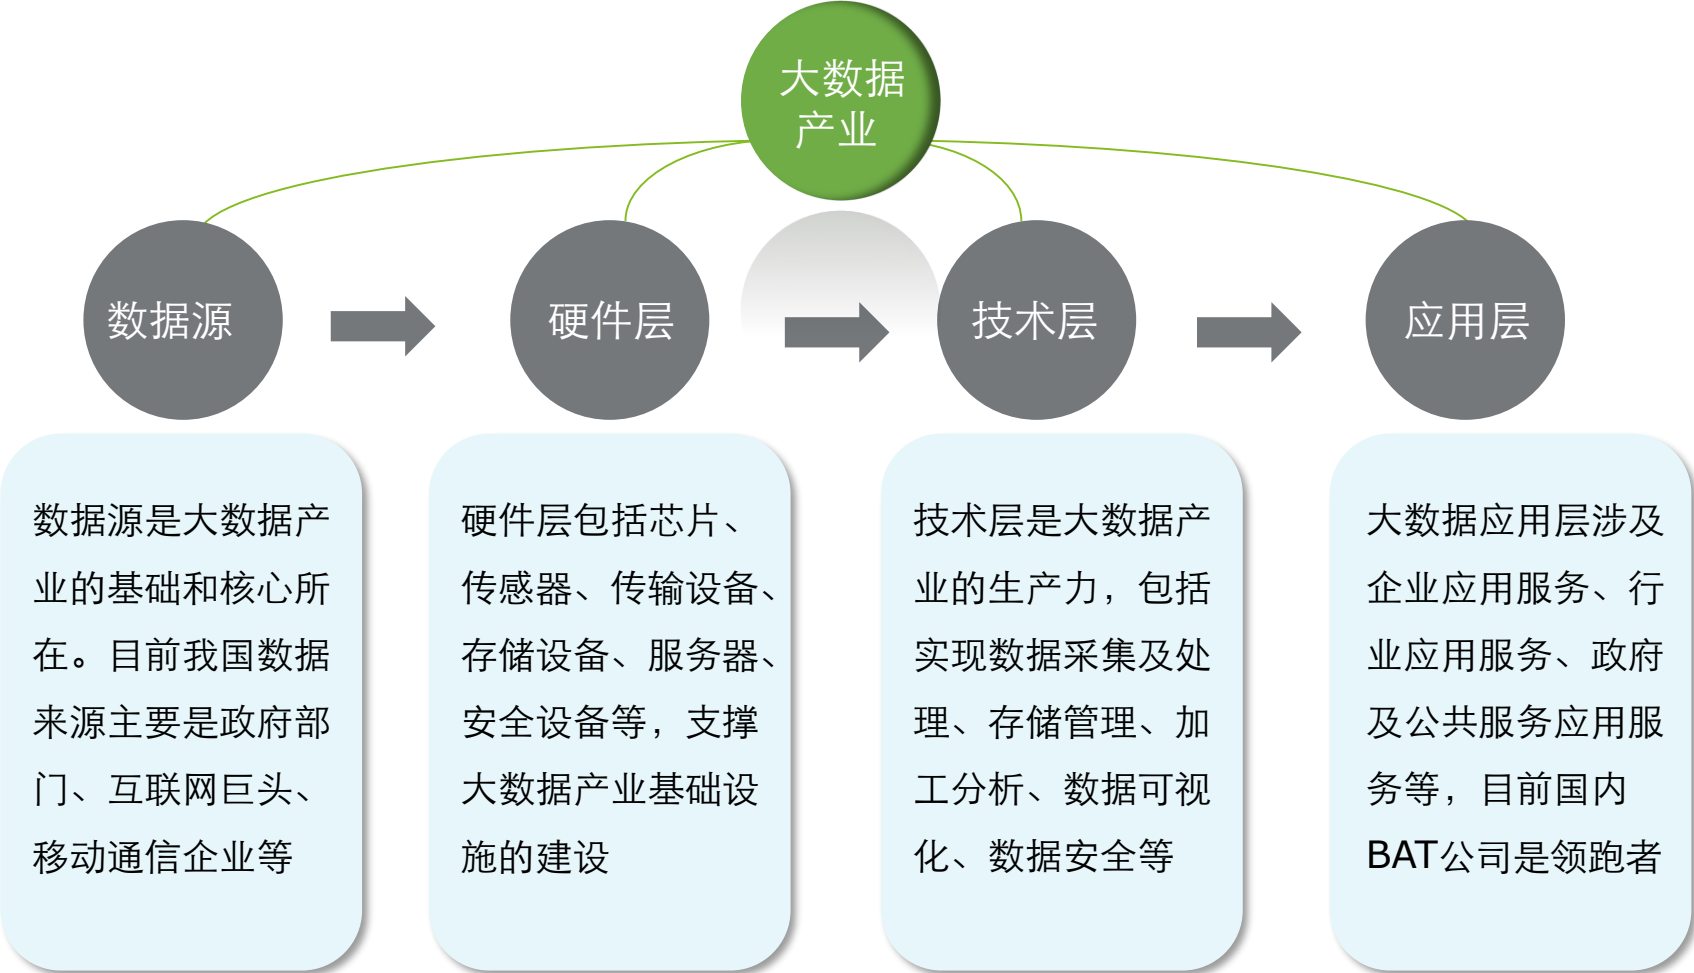 大数据
产业
数据源
硬件层
技术层
应用层
数据源是大数据产
业的基础和核心所
在。目前我国数据
来源主要是政府部
门、互联网巨头、
移动通信企业等
硬件层包括芯片、
传感器、传输设备、
存储设备、服务器、
安全设备等，支撑
大数据产业基础设
施的建设
技术层是大数据产
业的生产力，包括
实现数据采集及处
理、存储管理、加
工分析、数据可视
化、数据安全等
大数据应用层涉及
企业应用服务、行
业应用服务、政府
及公共服务应用服
务等，目前国内
BAT公司是领跑者